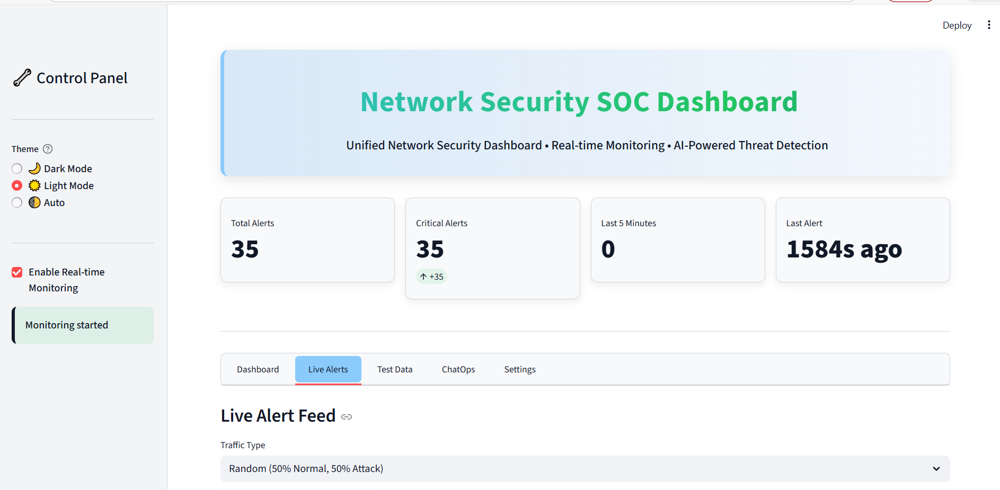 Deploy
Control Panel
Theme
Dark Mode
Light Mode
Auto
Enable Real-time
Monitoring
Monitoring started
Network Security SOC Dashboard
Unified Network Security Dashboard • Real-time Monitoring • AI-Powered Threat Detection
Total Alerts
35
Critical Alerts
35
↑ +35
Last 5 Minutes
0
Last Alert
1584s ago
Dashboard
Live Alerts
Test Data
ChatOps
Settings
Live Alert Feed
Traffic Type
Random (50% Normal, 50% Attack)